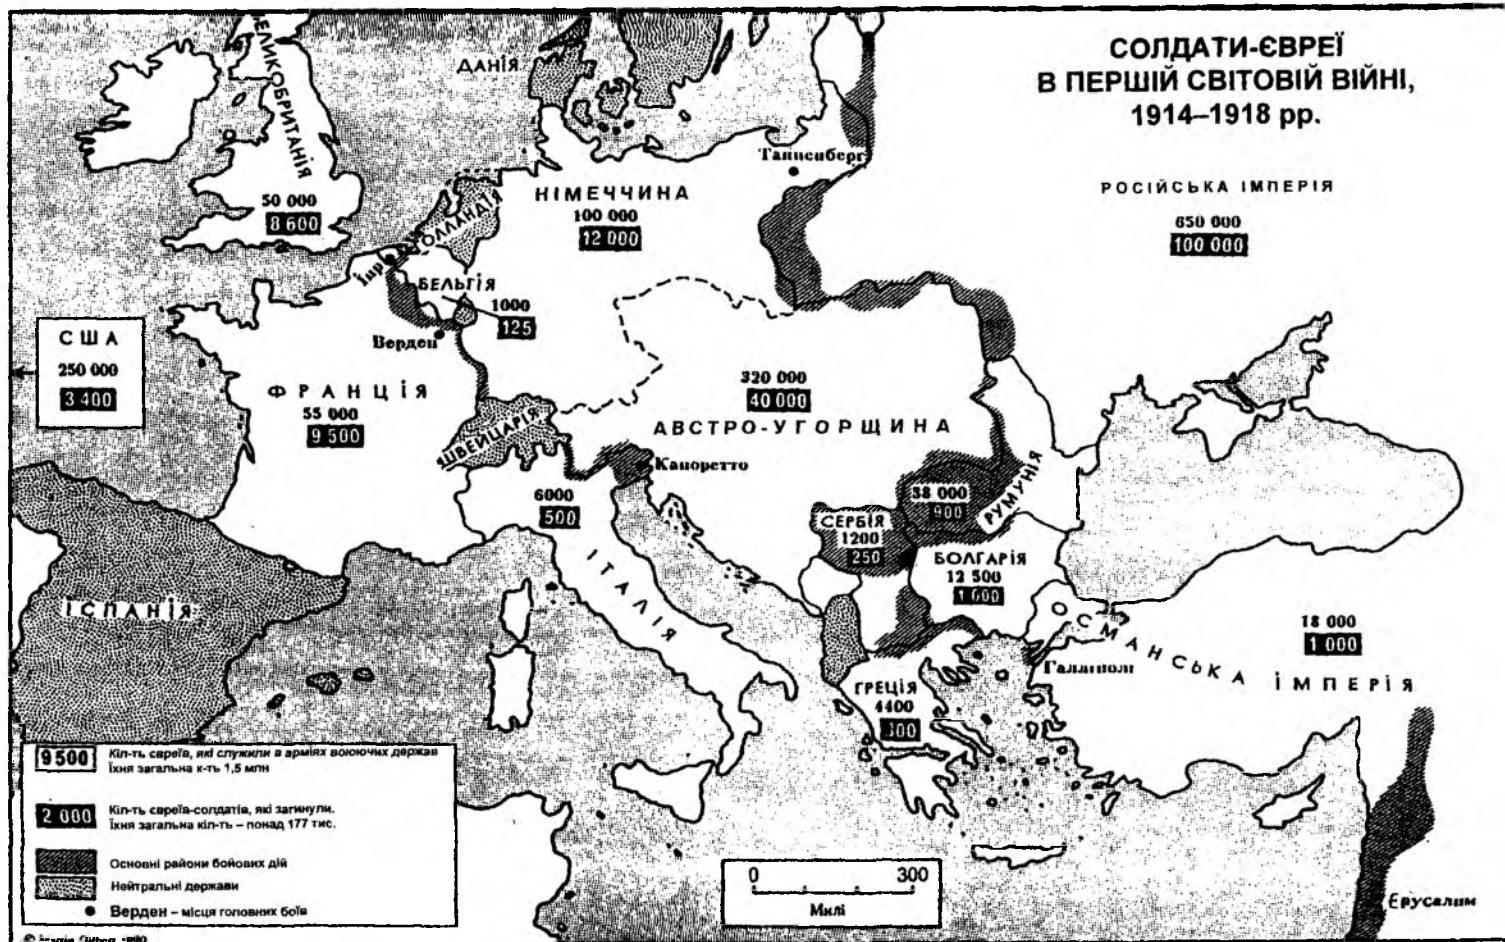 СОЛДАТИ-ЄВРЕЇ
В ПЕРШІЙ СВІТОВІЙ ВІЙНІ,
1914–1918 рр.
ВЕЛИКОБРИТАНІЯ
50 000
8 600
ДАНІЯ
ГОЛЛАНДІЯ
НІМЕЧЧИНА
100 000
12 000
Танненберг
РОСІЙСЬКА ІМПЕРІЯ
650 000
100 000
Іпр
БЕЛЬГІЯ
1000
125
Верден
США
250 000
3 400
ФРАНЦІЯ
55 000
9 500
ШВЕЙЦАРІЯ
320 000
40 000
АВСТРО-УГОРЩИНА
Капоретто
6000
500
ІТАЛІЯ
38 000
900
РУМУНІЯ
СЕРБІЯ
1200
250
БОЛГАРІЯ
12 500
1 000
ІСПАНІЯ
ОСМАНСЬКА ІМПЕРІЯ
18 000
1 000
Галліполі
ГРЕЦІЯ
4400
300
9 500 Кіл-ть євреїв, які служили в арміях воюючих держав
Їхня загальна к-ть 1,5 млн
2 000 Кіл-ть євреїв-солдатів, які загинули.
Їхня загальна кіл-ть – понад 177 тис.
Основні райони бойових дій
Нейтральні держави
Верден – місця головних боїв
0 300
Милі
Єрусалим